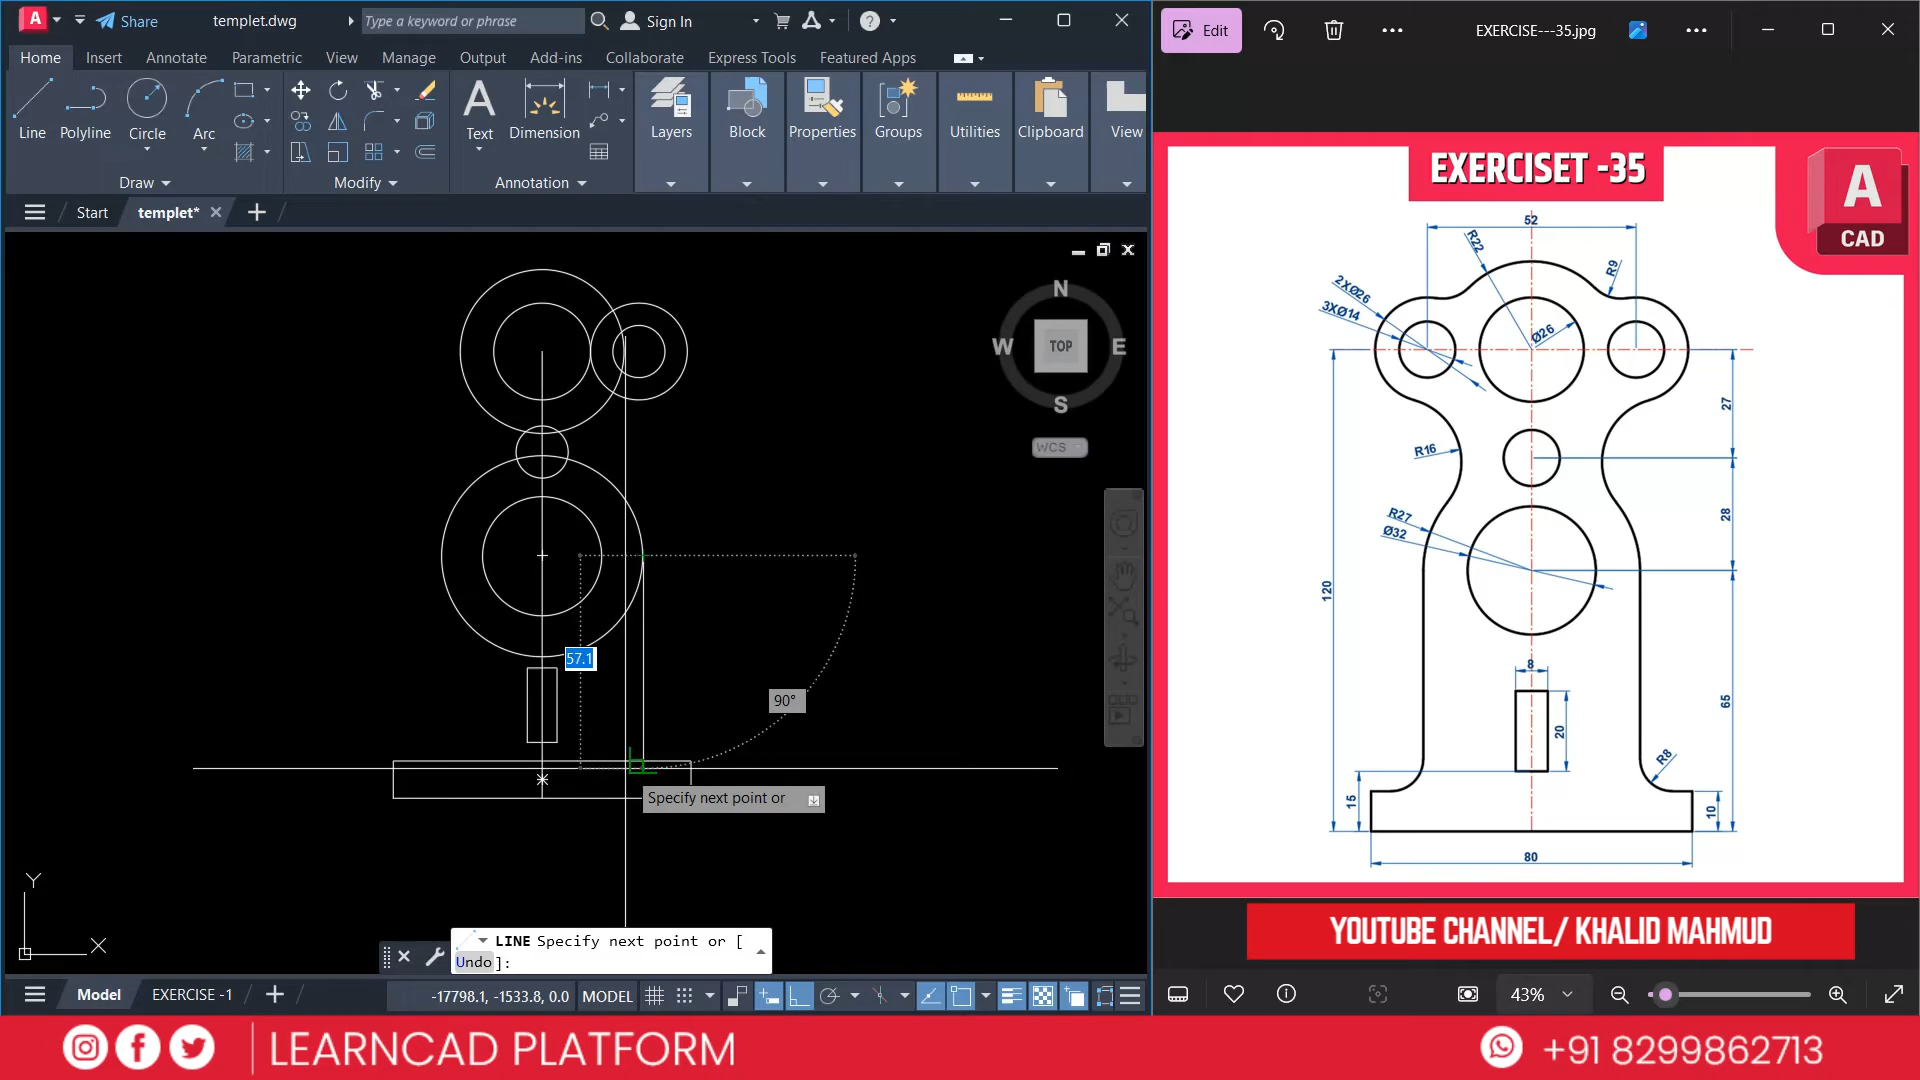 A Share templet.dwg Type a keyword or phrase Sign In
Home Insert Annotate Parametric View Manage Output Add-ins Collaborate Express Tools Featured Apps
Line Polyline Circle Arc Text Dimension Layers Block Properties Groups Utilities Clipboard View
Draw Modify Annotation
Start templet*
N
W TOP E
S
WCS
57.1
90°
Specify next point or
Y
X
LINE Specify next point or [
Undo]:
Model EXERCISE -1
-17798.1, -1533.8, 0.0 MODEL
Edit EXERCISE---35.jpg
EXERCISET -35
A
CAD
52
R22
R9
2XØ26
3XØ14
Ø26
27
R16
28
R27
Ø32
120
8
65
20
R8
15
10
80
YOUTUBE CHANNEL/ KHALID MAHMUD
43%
LEARNCAD PLATFORM
+91 8299862713